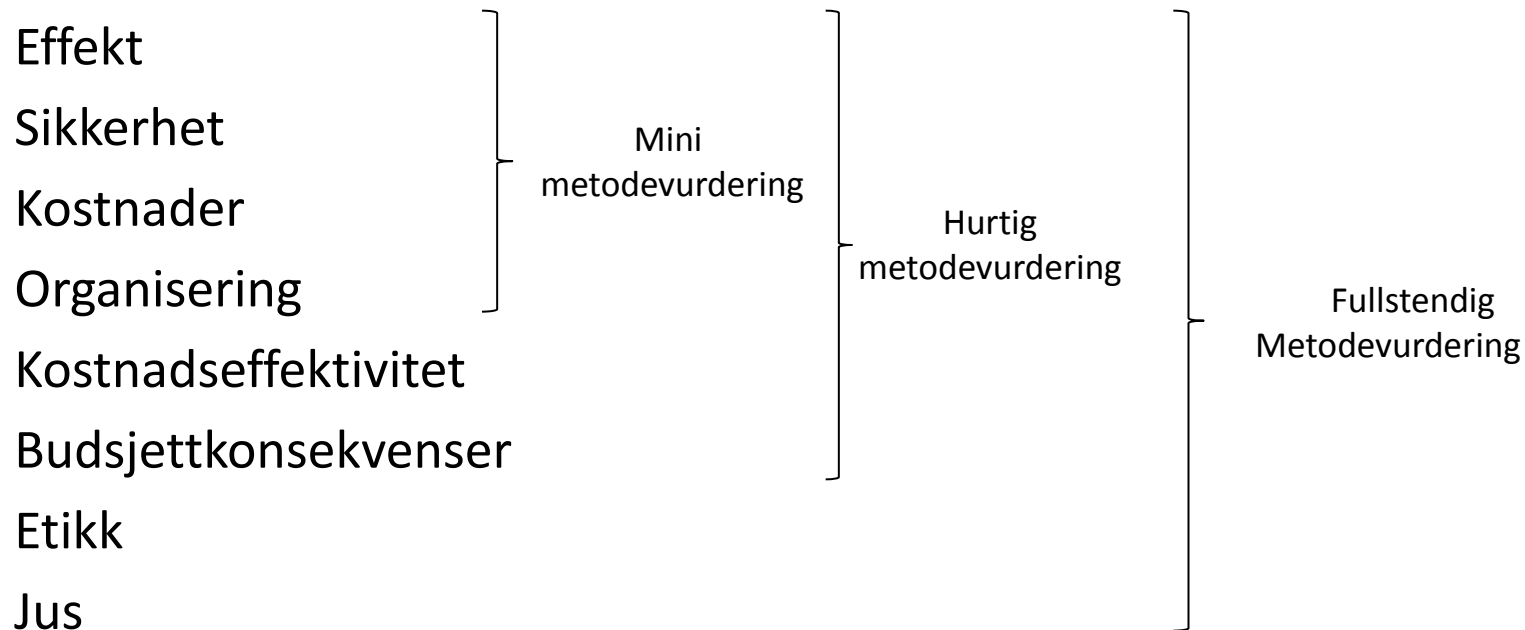 Effekt
Sikkerhet
Kostnader
Organisering
Kostnadseffektivitet
Budsjettkonsekvenser
Etikk
Jus
Mini
metodevurdering
Hurtig
metodevurdering
Fullstendig
Metodevurdering